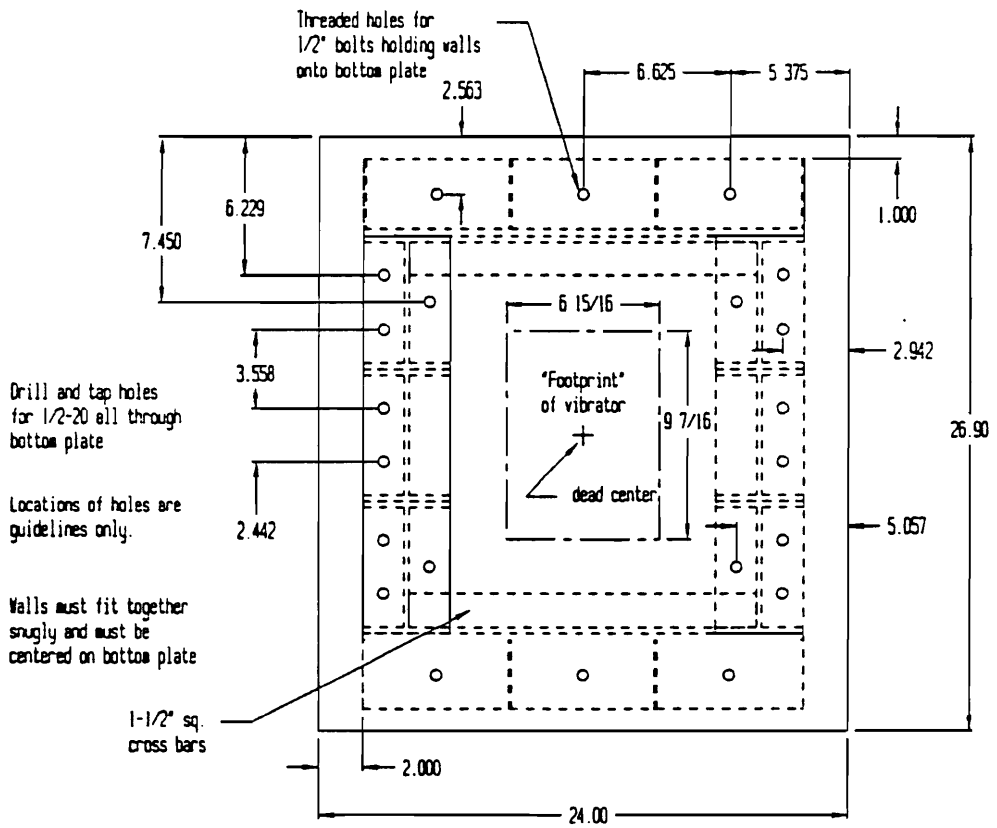 Threaded holes for
1/2" bolts holding walls
onto bottom plate
6.625
5.375
2.563
6.229
7.450
1.000
6 15/16
2.942
3.558
"Footprint"
of vibrator
9 7/16
26.90
Drill and tap holes
for 1/2-20 all through
bottom plate
dead center
Locations of holes are
guidelines only.
2.442
5.057
Walls must fit together
snugly and must be
centered on bottom plate
1-1/2" sq.
cross bars
2.000
24.00